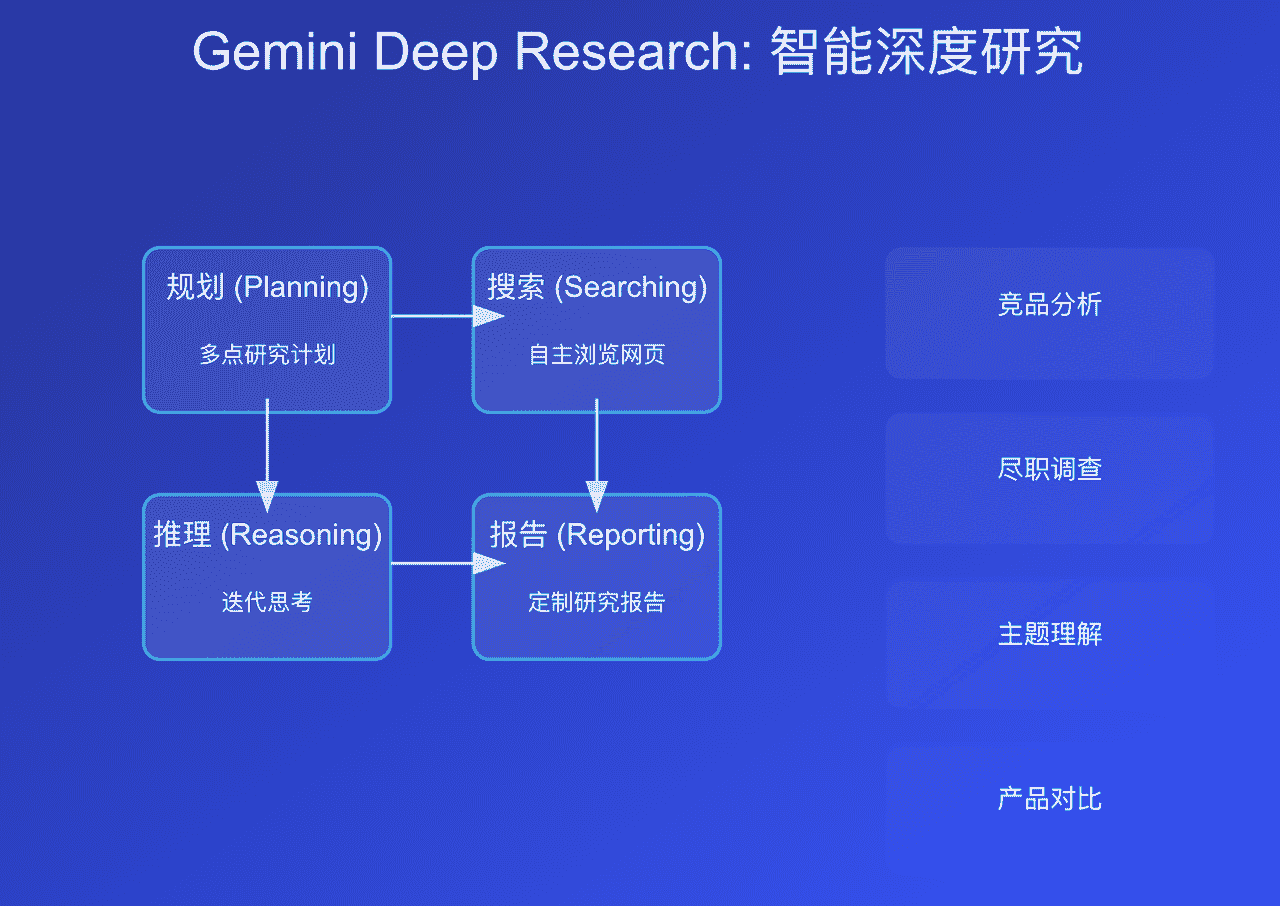 Gemini Deep Research: 智能深度研究
规划 (Planning)
多点研究计划
搜索 (Searching)
自主浏览网页
推理 (Reasoning)
迭代思考
报告 (Reporting)
定制研究报告
竞品分析
尽职调查
主题理解
产品对比